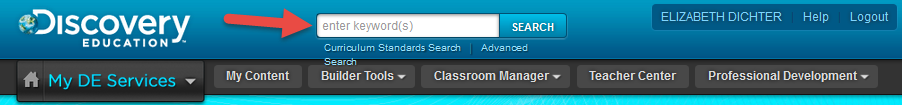 Discovery
EDUCATION™
enter keyword(s)
SEARCH
Curriculum Standards Search | Advanced
Search
ELIZABETH DICHTER | Help | Logout
My DE Services
My Content
Builder Tools
Classroom Manager
Teacher Center
Professional Development